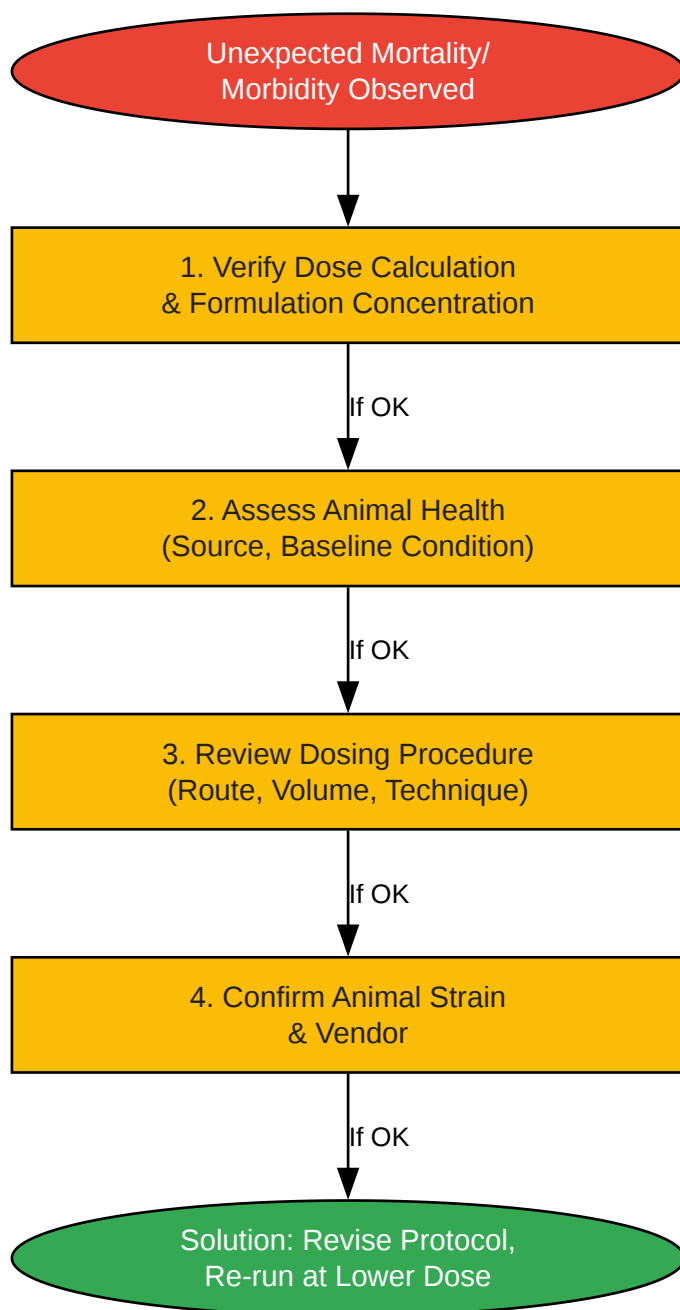 Unexpected Mortality/
Morbidity Observed
1. Verify Dose Calculation
& Formulation Concentration
If OK
2. Assess Animal Health
(Source, Baseline Condition)
If OK
3. Review Dosing Procedure
(Route, Volume, Technique)
If OK
4. Confirm Animal Strain
& Vendor
If OK
Solution: Revise Protocol,
Re-run at Lower Dose